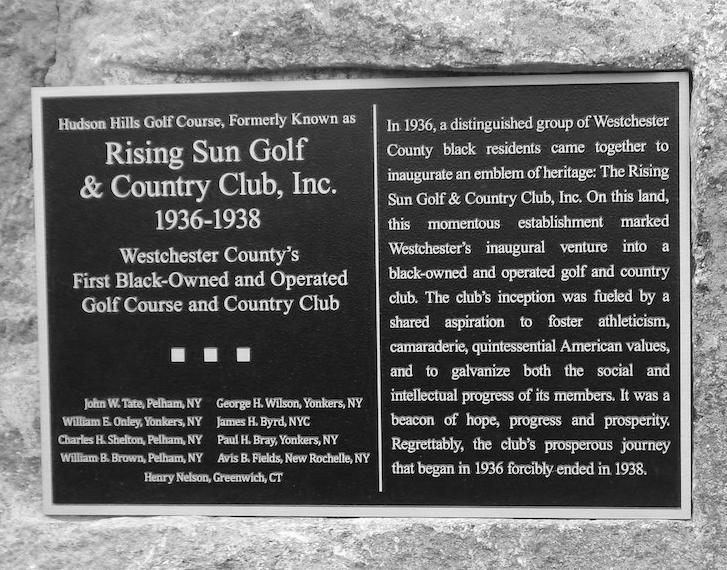 Hudson Hills Golf Course, Formerly Known as
Rising Sun Golf
& Country Club, Inc.
1936-1938
Westchester County's
First Black-Owned and Operated
Golf Course and Country Club
John W. Tate, Pelham, NY George H. Wilson, Yonkers, NY
William E. Onley, Yonkers, NY James H. Byrd, NYC
Charles H. Shelton, Pelham, NY Paul H. Bray, Yonkers, NY
William B. Brown, Pelham, NY Avis B. Fields, New Rochelle, NY
Henry Nelson, Greenwich, CT
In 1936, a distinguished group of Westchester
County black residents came together to
inaugurate an emblem of heritage: The Rising
Sun Golf & Country Club, Inc. On this land,
this momentous establishment marked
Westchester's inaugural venture into a
black-owned and operated golf and country
club. The club's inception was fueled by a
shared aspiration to foster athleticism,
camaraderie, quintessential American values,
and to galvanize both the social and
intellectual progress of its members. It was a
beacon of hope, progress and prosperity.
Regrettably, the club's prosperous journey
that began in 1936 forcibly ended in 1938.